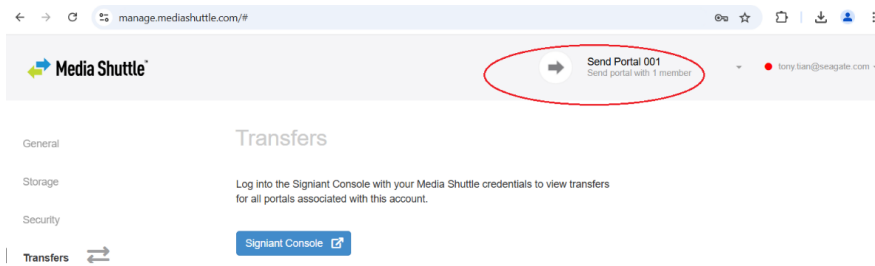 manage.mediashuttle.com/#
Media Shuttle
Send Portal 001
Send portal with 1 member
tony.tian@seagate.com
General
Transfers
Storage
Log into the Signiant Console with your Media Shuttle credentials to view transfers
for all portals associated with this account.
Security
Signiant Console
Transfers